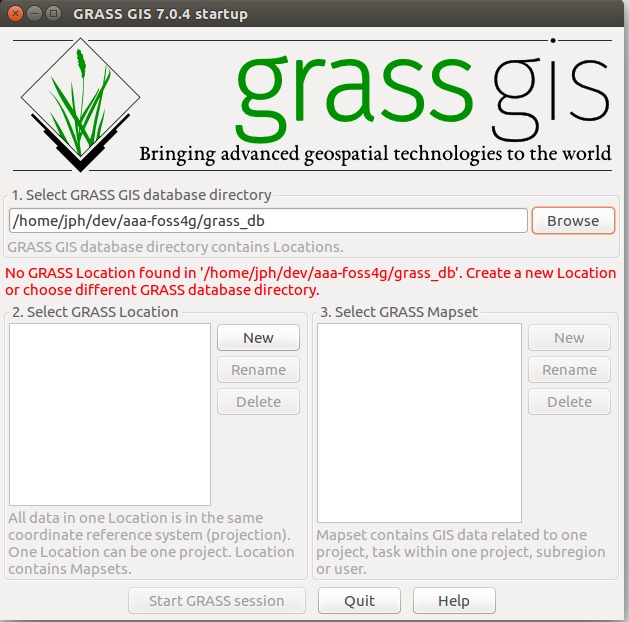 GRASS GIS 7.0.4 startup
grass gis
Bringing advanced geospatial technologies to the world
1. Select GRASS GIS database directory
/home/jph/dev/aaa-foss4g/grass_db
Browse
GRASS GIS database directory contains Locations.
No GRASS Location found in '/home/jph/dev/aaa-foss4g/grass_db'. Create a new Location
or choose different GRASS database directory.
2. Select GRASS Location
New
Rename
Delete
All data in one Location is in the same
coordinate reference system (projection).
One Location can be one project. Location
contains Mapsets.
3. Select GRASS Mapset
New
Rename
Delete
Mapset contains GIS data related to one
project, task within one project, subregion
or user.
Start GRASS session
Quit
Help